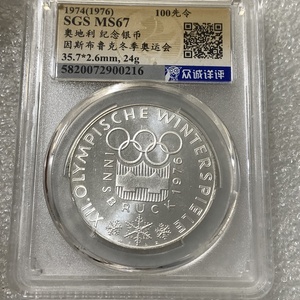 *1974(1976) 100先令
SGS MS67
奥地利 纪念银币
因斯布鲁克冬季奥运会
35.7*2.6mm, 24g
5820072900216
众诚详评
XII. OLYMPISCHE WINTERSPIELE
INNSBRUCK 1976